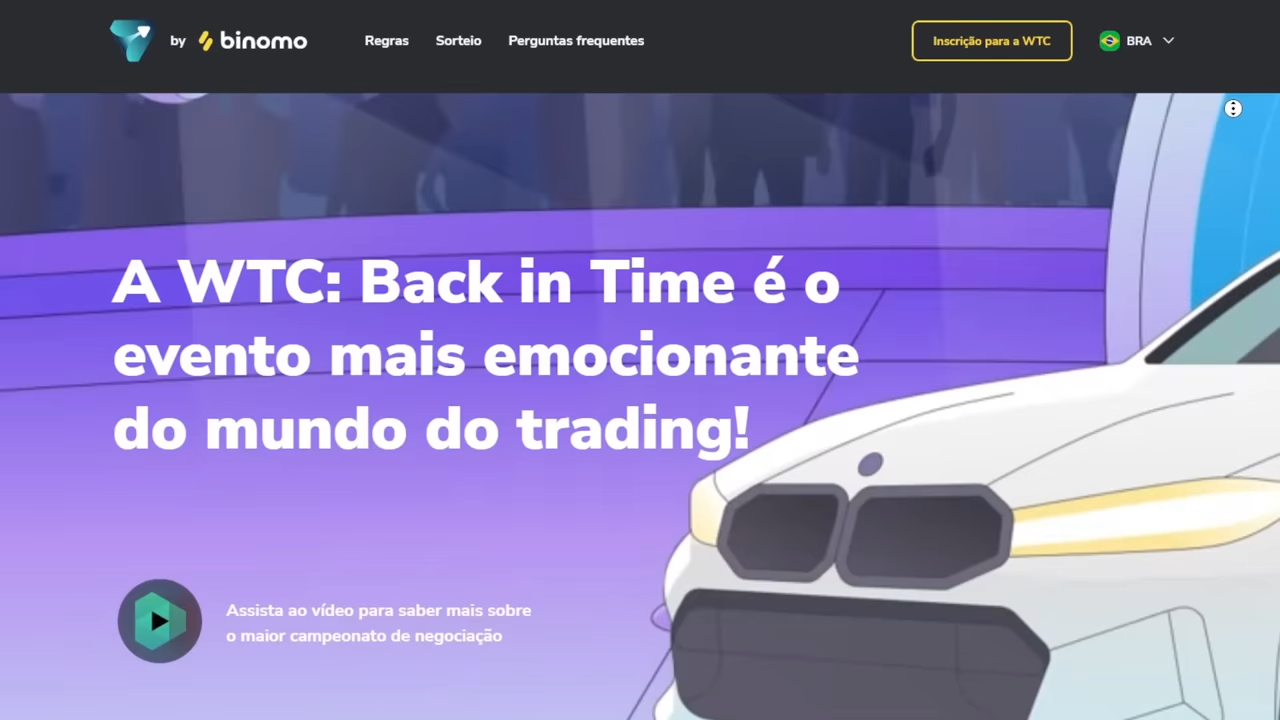 by binomo
Regras
Sorteio
Perguntas frequentes
Inscrição para a WTC
BRA
A WTC: Back in Time é o
evento mais emocionante
do mundo do trading!
Assista ao vídeo para saber mais sobre
o maior campeonato de negociação